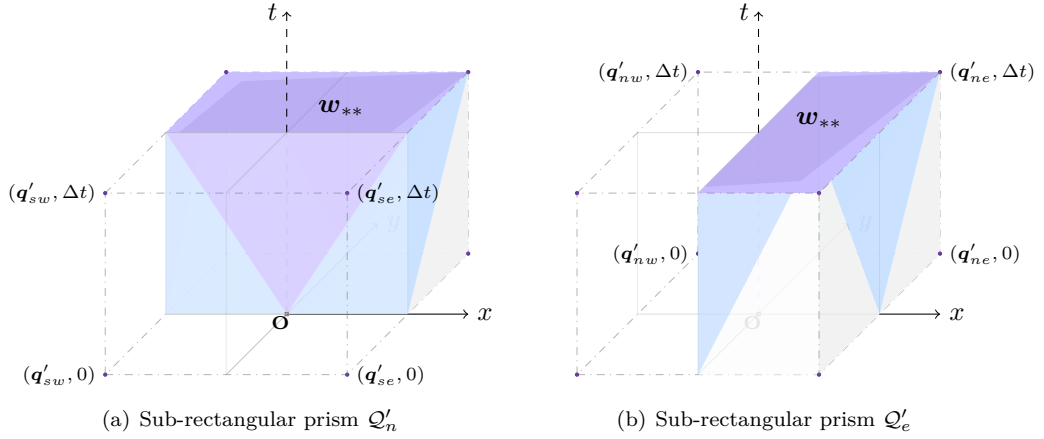 t
t
(q′nw, Δt)
(q′ne, Δt)
w**
w**
(q′sw, Δt)
(q′se, Δt)
y
y
(q′nw, 0)
(q′ne, 0)
O
x
O
x
(q′sw, 0)
(q′se, 0)
(a) Sub-rectangular prism Q′n
(b) Sub-rectangular prism Q′e